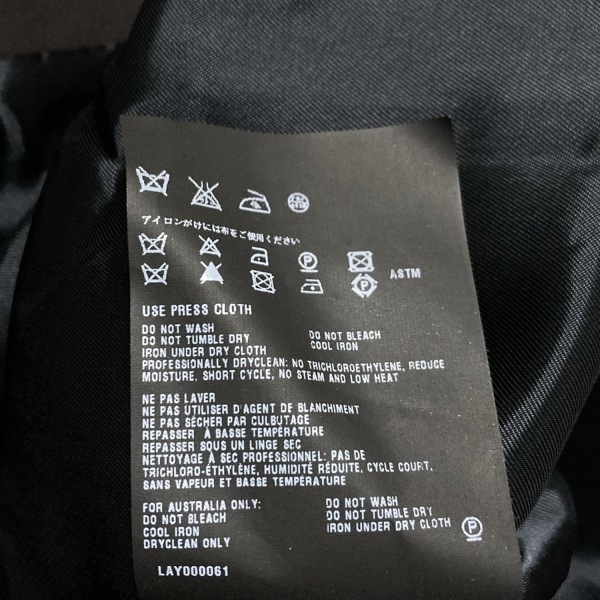 アイロンがけには布をご使用ください
P
P
ASTM
USE PRESS CLOTH
DO NOT WASH DO NOT BLEACH
DO NOT TUMBLE DRY COOL IRON
IRON UNDER DRY CLOTH
PROFESSIONALLY DRYCLEAN: NO TRICHLOROETHYLENE, REDUCE
MOISTURE. SHORT CYCLE, NO STEAM AND LOW HEAT
NE PAS LAVER
NE PAS UTILISER D'AGENT DE BLANCHIMENT
NE PAS SÉCHER PAR CULBUTAGE
REPASSER À BASSE TEMPÉRATURE
REPASSER SOUS UN LINGE SEC
NETTOYAGE À SEC PROFESSIONNEL: PAS DE
TRICHLORO-ÉTHYLÈNE, HUMIDITÉ RÉDUITE, CYCLE COURT,
SANS VAPEUR ET BASSE TEMPÉRATURE
FOR AUSTRALIA ONLY: DO NOT WASH
DO NOT BLEACH DO NOT TUMBLE DRY
COOL IRON IRON UNDER DRY CLOTH P
DRYCLEAN ONLY
LAY000061